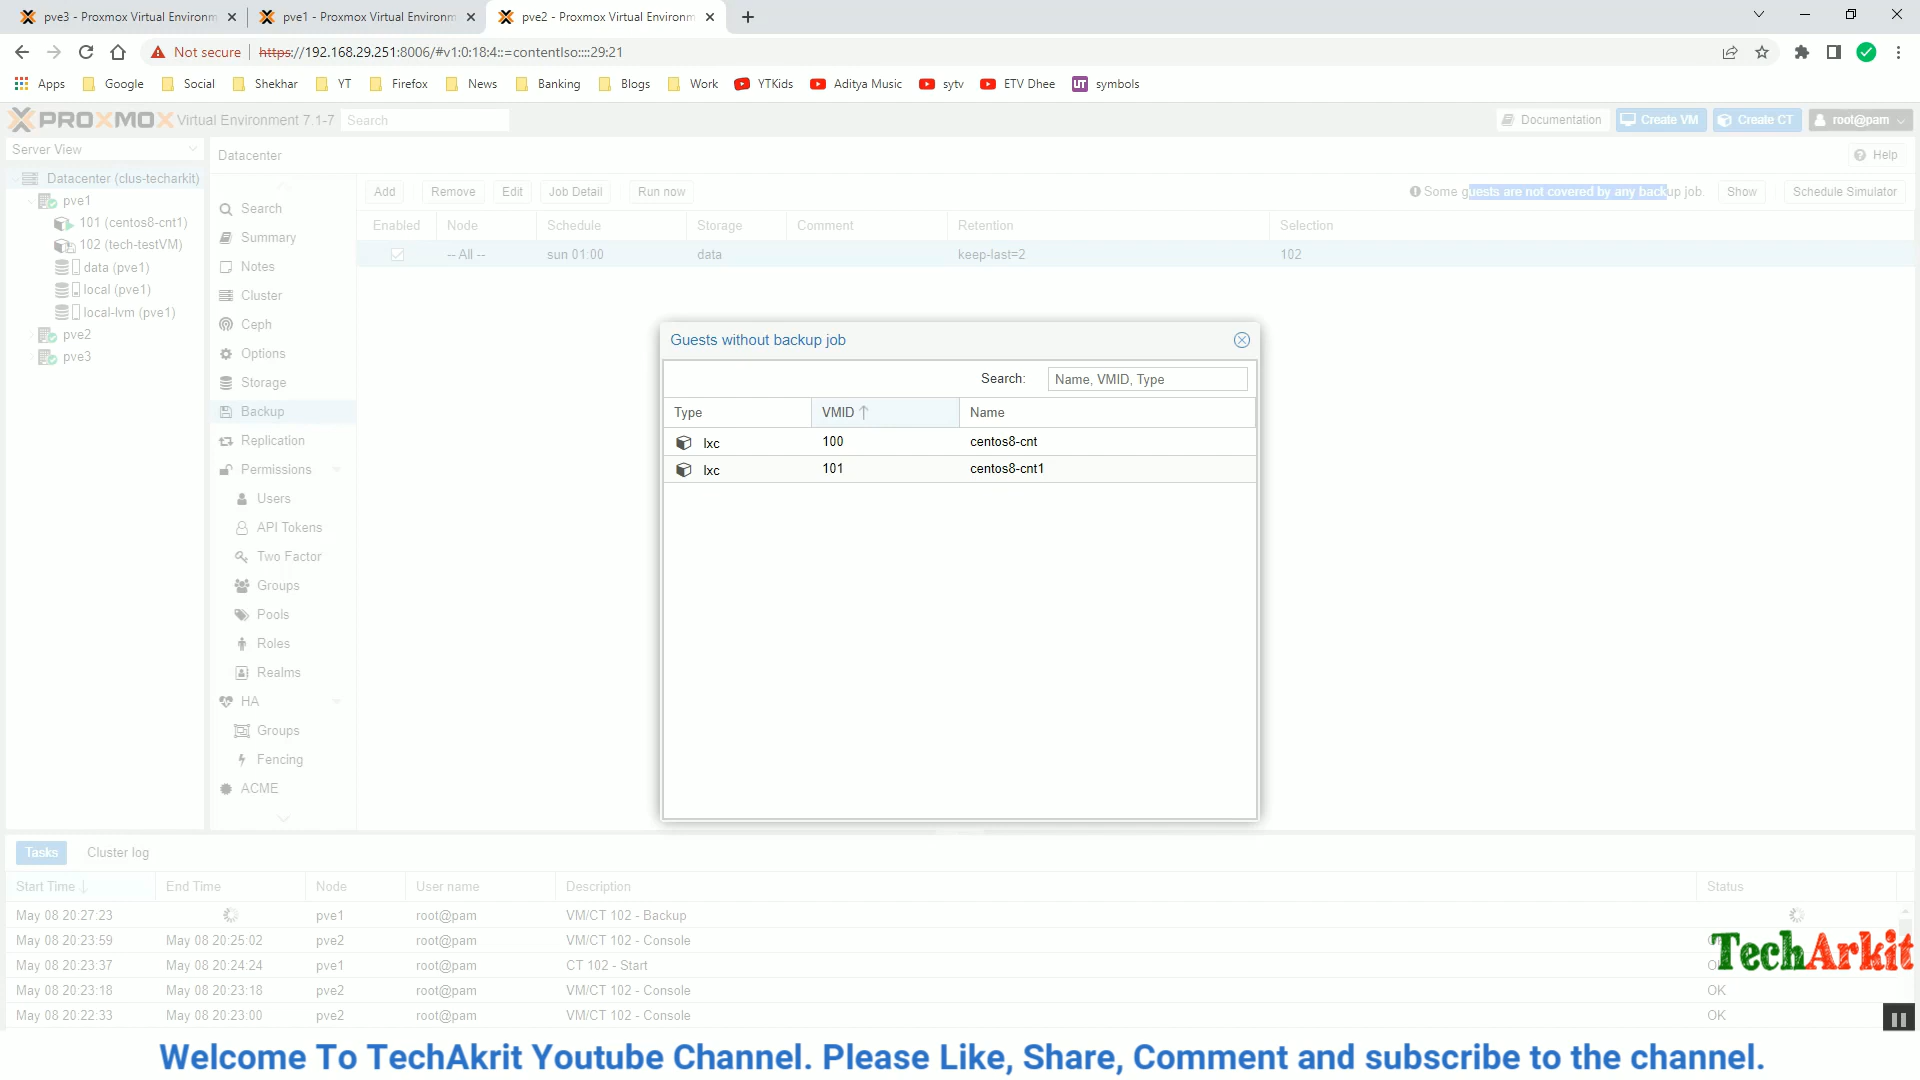 pve3 - Proxmox Virtual Environm
pve1 - Proxmox Virtual Environm
pve2 - Proxmox Virtual Environm
Not secure
https://192.168.29.251:8006/#v1:0:18:4::=contentIso::::29:21
Apps Google Social Shekhar YT Firefox News Banking Blogs Work YTKids Aditya Music sytv ETV Dhee UT symbols
PROXMOX Virtual Environment 7.1-7 Search Documentation Create VM Create CT root@pam
Server View
Datacenter Help
Datacenter (clus-techarkit)
pve1
101 (centos8-cnt1)
102 (tech-testVM)
data (pve1)
local (pve1)
local-lvm (pve1)
pve2
pve3
Search
Summary
Notes
Cluster
Ceph
Options
Storage
Backup
Replication
Permissions
Users
API Tokens
Two Factor
Groups
Pools
Roles
Realms
HA
Groups
Fencing
ACME
Add Remove Edit Job Detail Run now Some guests are not covered by any backup job. Show Schedule Simulator
Enabled Node Schedule Storage Comment Retention Selection
-- All -- sun 01:00 data keep-last=2 102
Guests without backup job
Search: Name, VMID, Type
Type VMID Name
lxc 100 centos8-cnt
lxc 101 centos8-cnt1
Tasks Cluster log
Start Time End Time Node User name Description Status
May 08 20:27:23 pve1 root@pam VM/CT 102 - Backup
May 08 20:23:59 May 08 20:25:02 pve2 root@pam VM/CT 102 - Console
May 08 20:23:37 May 08 20:24:24 pve1 root@pam CT 102 - Start
May 08 20:23:18 May 08 20:23:18 pve2 root@pam VM/CT 102 - Console OK
May 08 20:22:33 May 08 20:23:00 pve2 root@pam VM/CT 102 - Console OK
TechArkit
Welcome To TechAkrit Youtube Channel. Please Like, Share, Comment and subscribe to the channel.